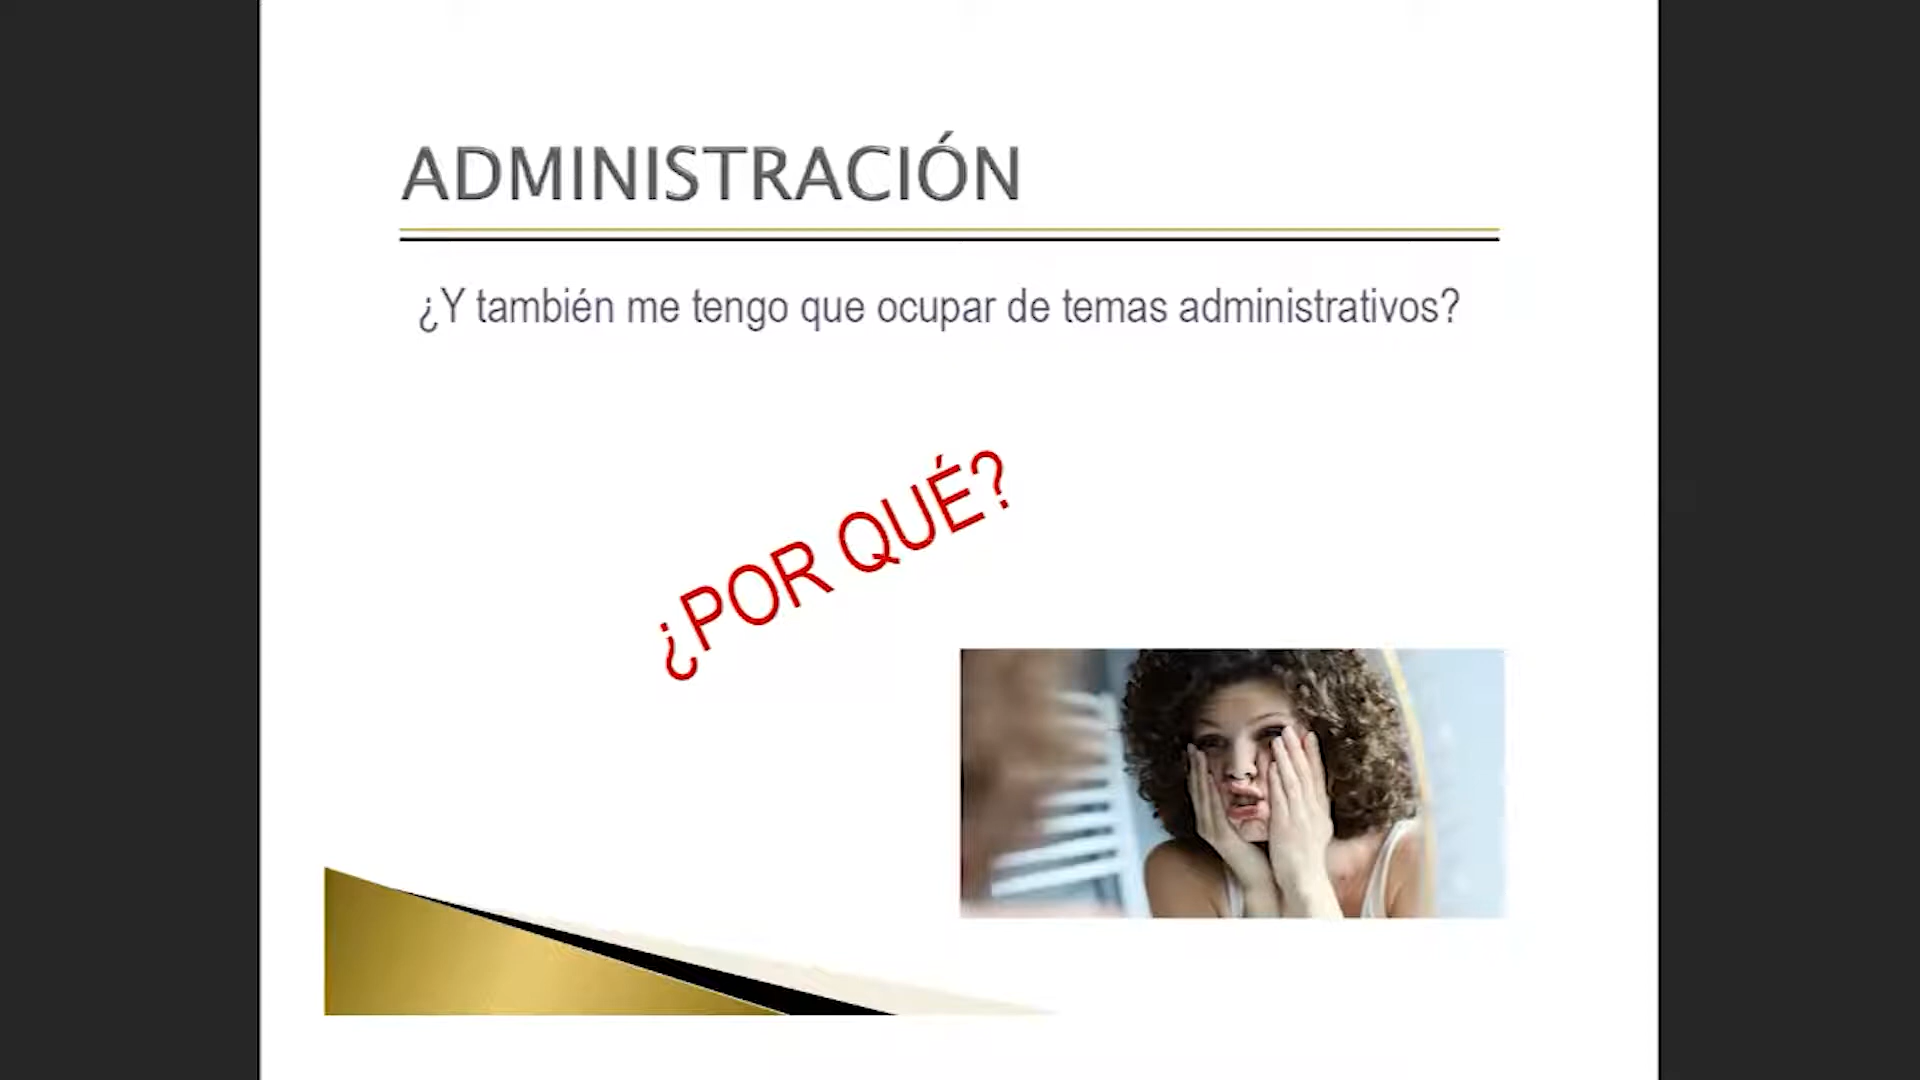 ADMINISTRACIÓN
¿Y también me tengo que ocupar de temas administrativos?
¿POR QUÉ?